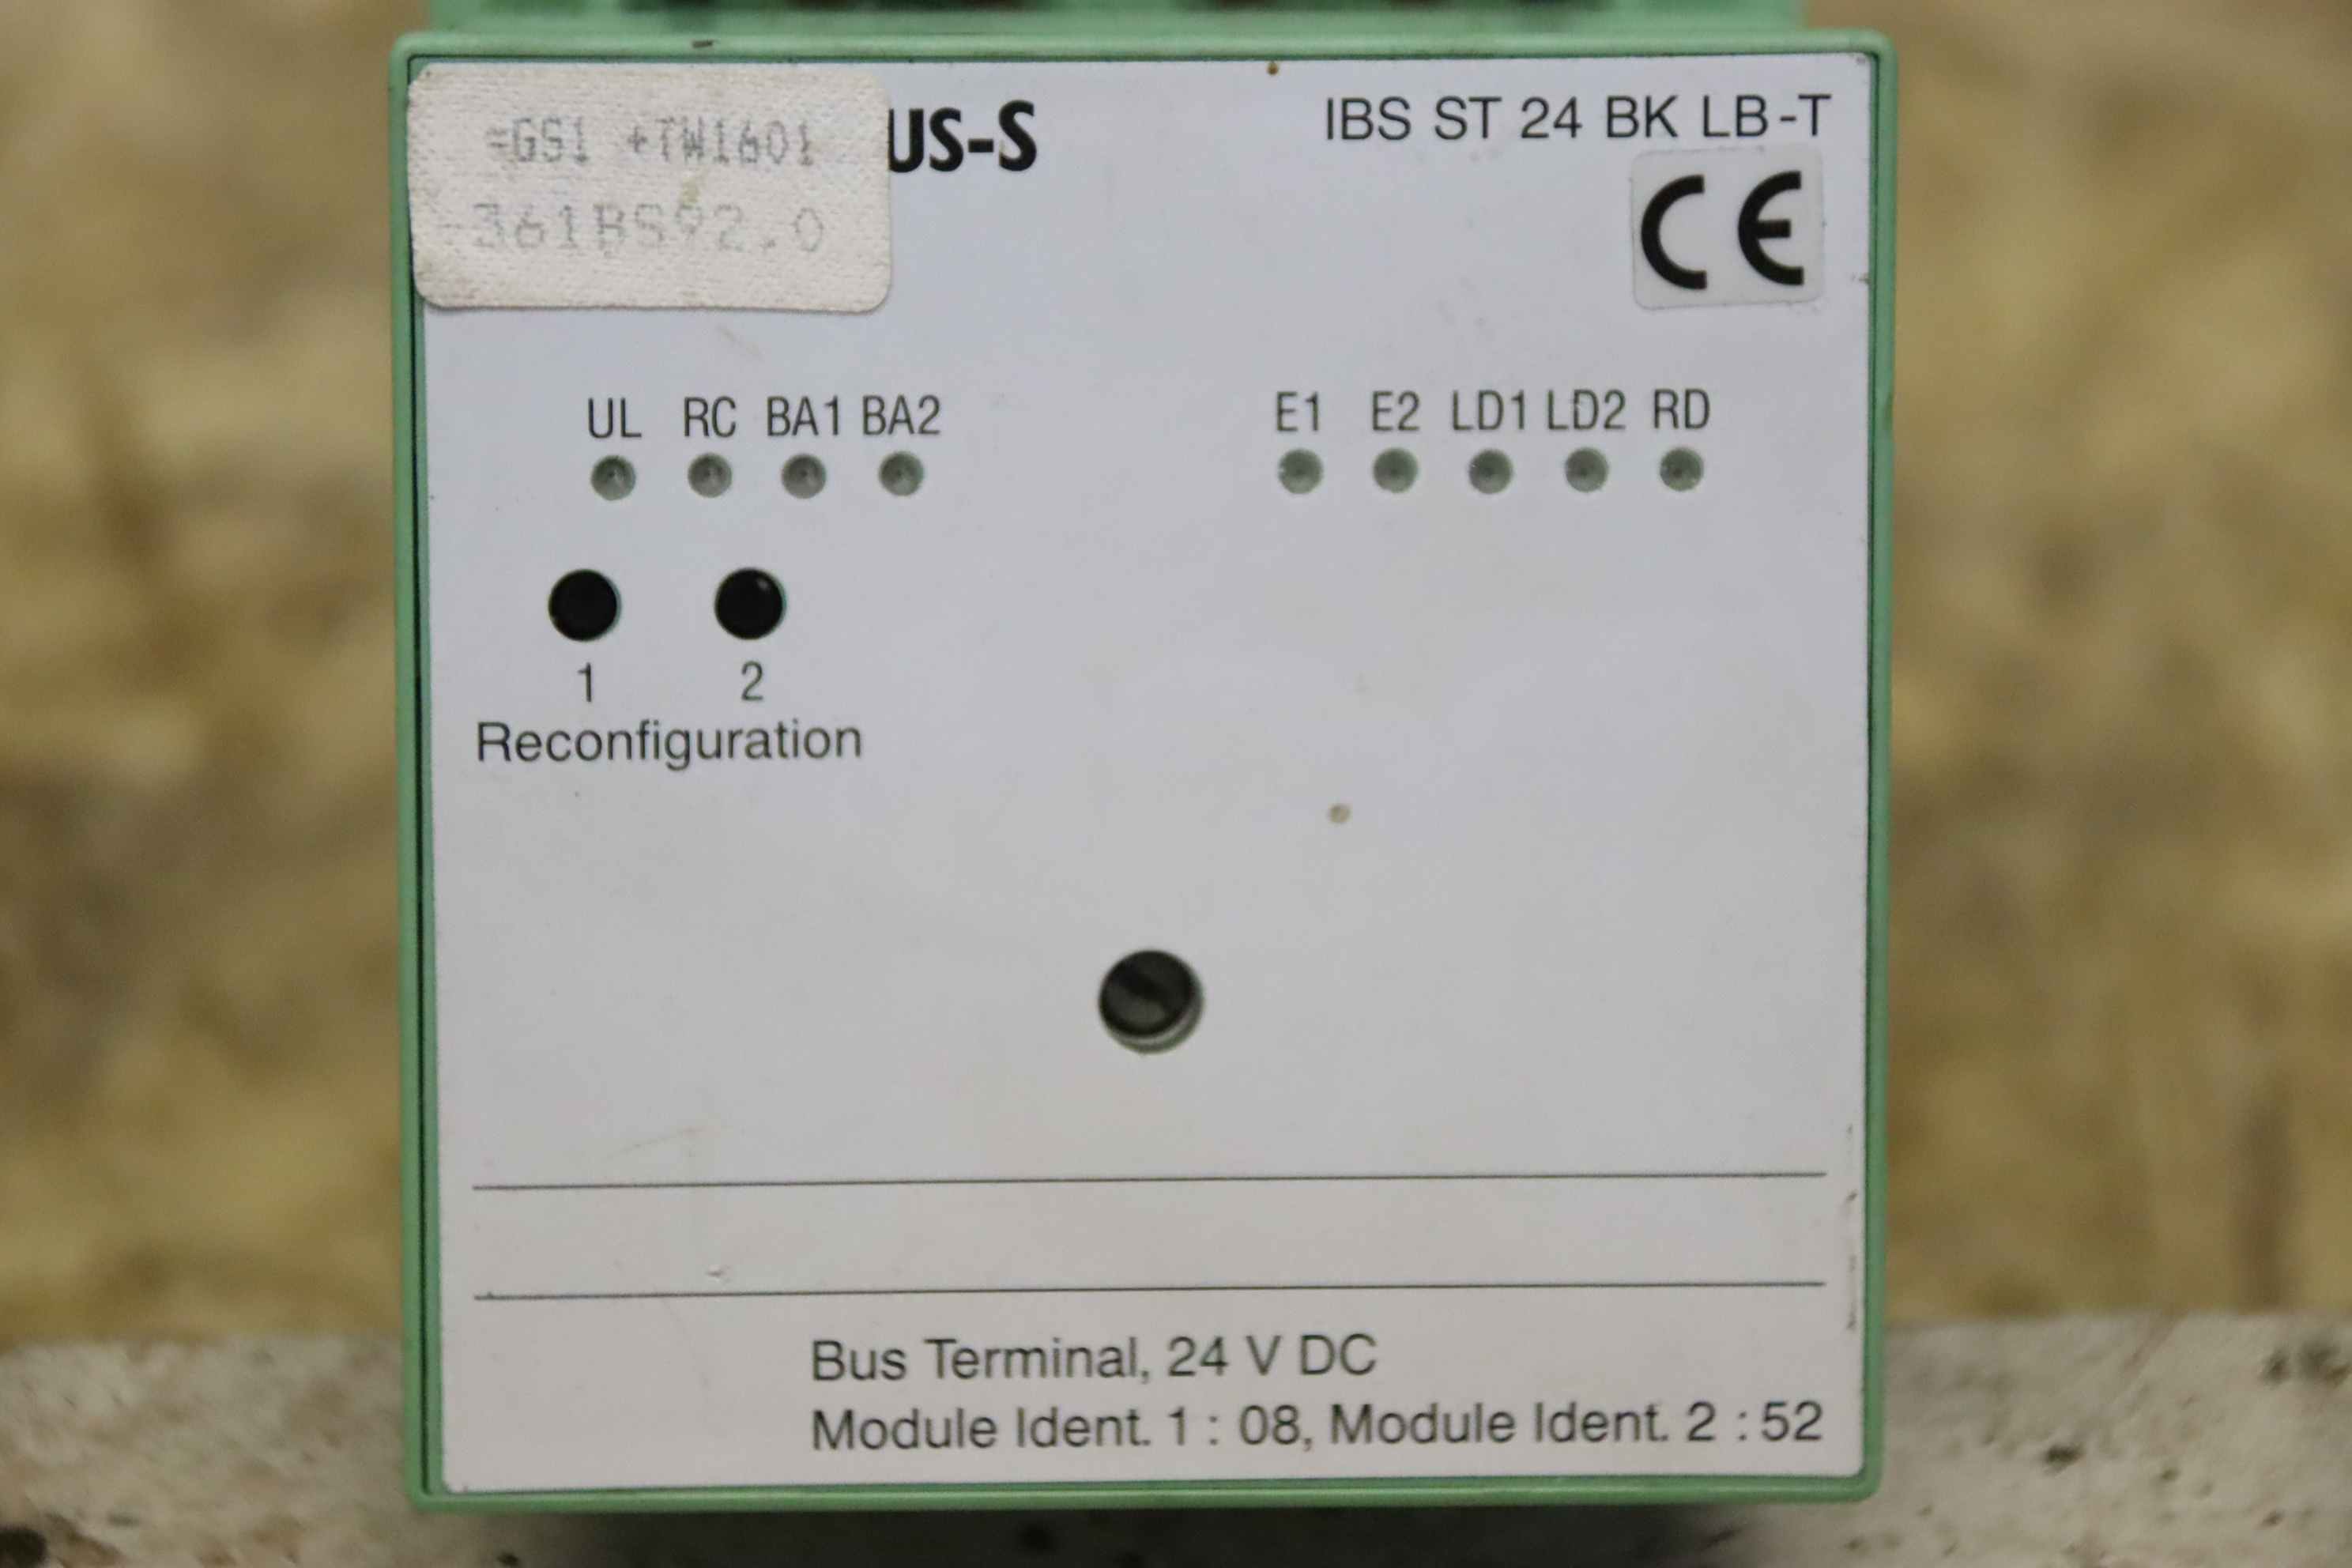 =GS1 +TW1601
-361BS92.0
US-S
IBS ST 24 BK LB-T
CE
UL RC BA1 BA2
E1 E2 LD1 LD2 RD
1 2
Reconfiguration
Bus Terminal, 24 V DC
Module Ident. 1 : 08, Module Ident. 2 : 52